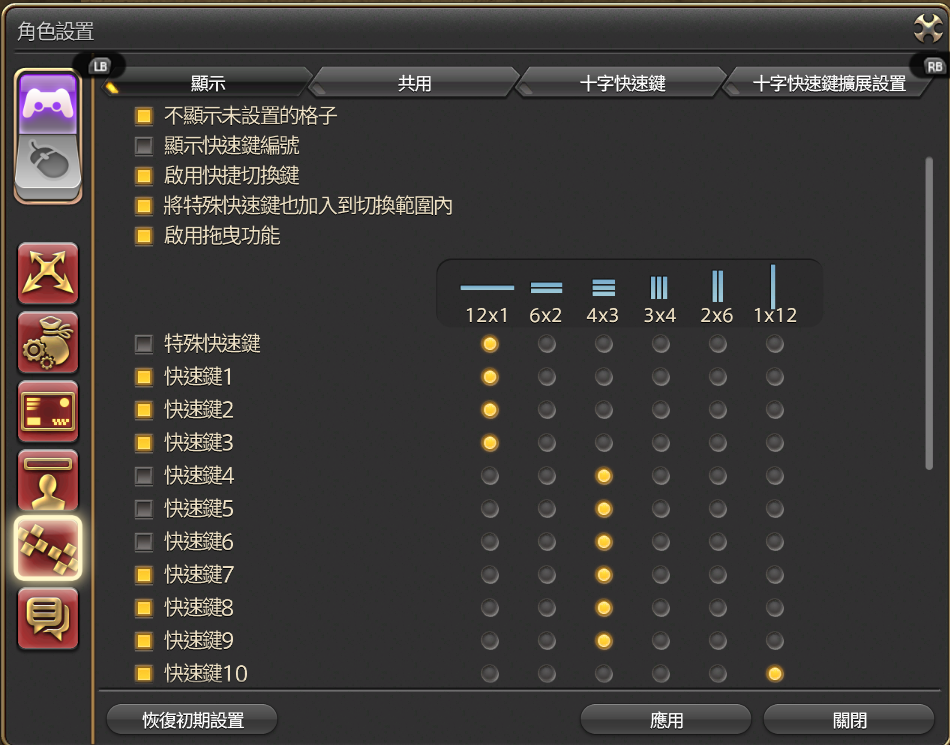 角色設置
LB
RB
顯示
共用
十字快速鍵
十字快速鍵擴展設置
不顯示未設置的格子
顯示快速鍵編號
啟用快捷切換鍵
將特殊快速鍵也加入到切換範圍內
啟用拖曳功能
12x1 6x2 4x3 3x4 2x6 1x12
特殊快速鍵
快速鍵1
快速鍵2
快速鍵3
快速鍵4
快速鍵5
快速鍵6
快速鍵7
快速鍵8
快速鍵9
快速鍵10
恢復初期設置
應用
關閉